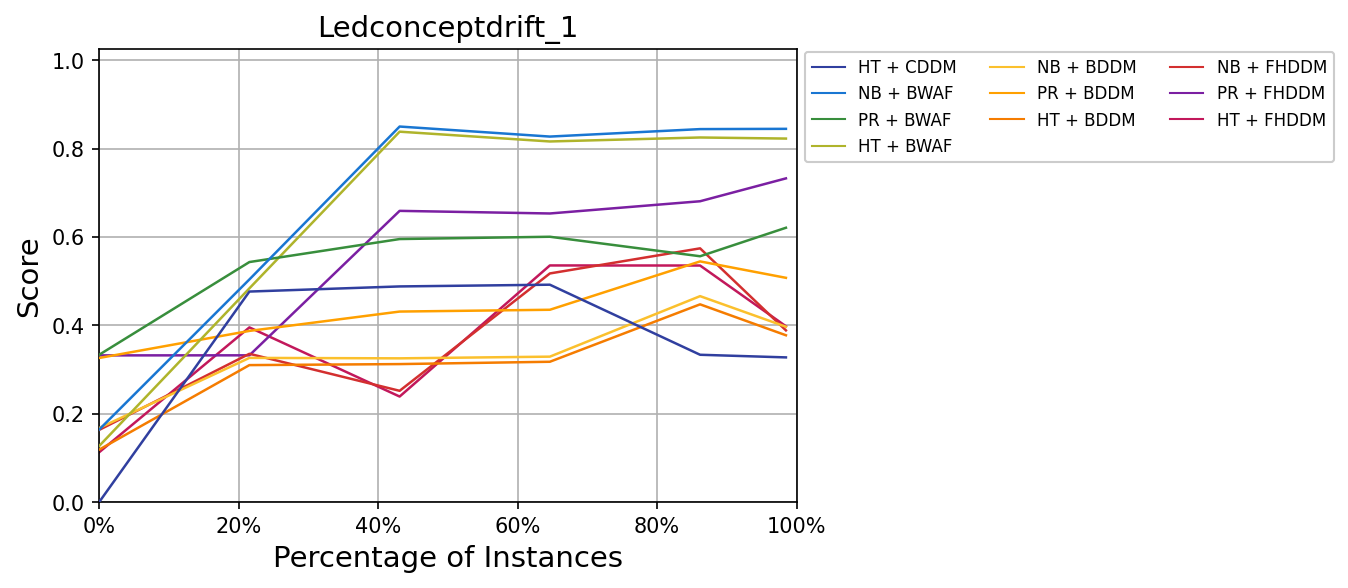 Ledconceptdrift_1
Score
1.0
0.8
0.6
0.4
0.2
0.0
0% 20% 40% 60% 80% 100%
Percentage of Instances
HT + CDDM
NB + BWAF
PR + BWAF
HT + BWAF
NB + BDDM
PR + BDDM
HT + BDDM
NB + FHDDM
PR + FHDDM
HT + FHDDM